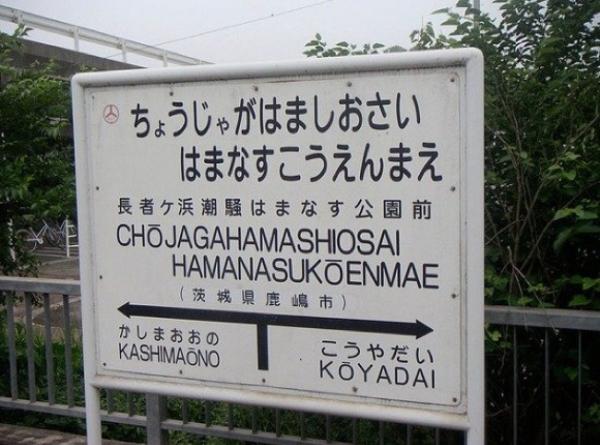 ちょうじゃがはましおさい
はまなすこうえんまえ
長者ヶ浜潮騒はまなす公園前
CHŌJAGAHAMASHIOSAI
HAMANASUKŌENMAE
(茨城県鹿嶋市)
かしまおおの
KASHIMAŌNO
こうやだい
KŌYADAI